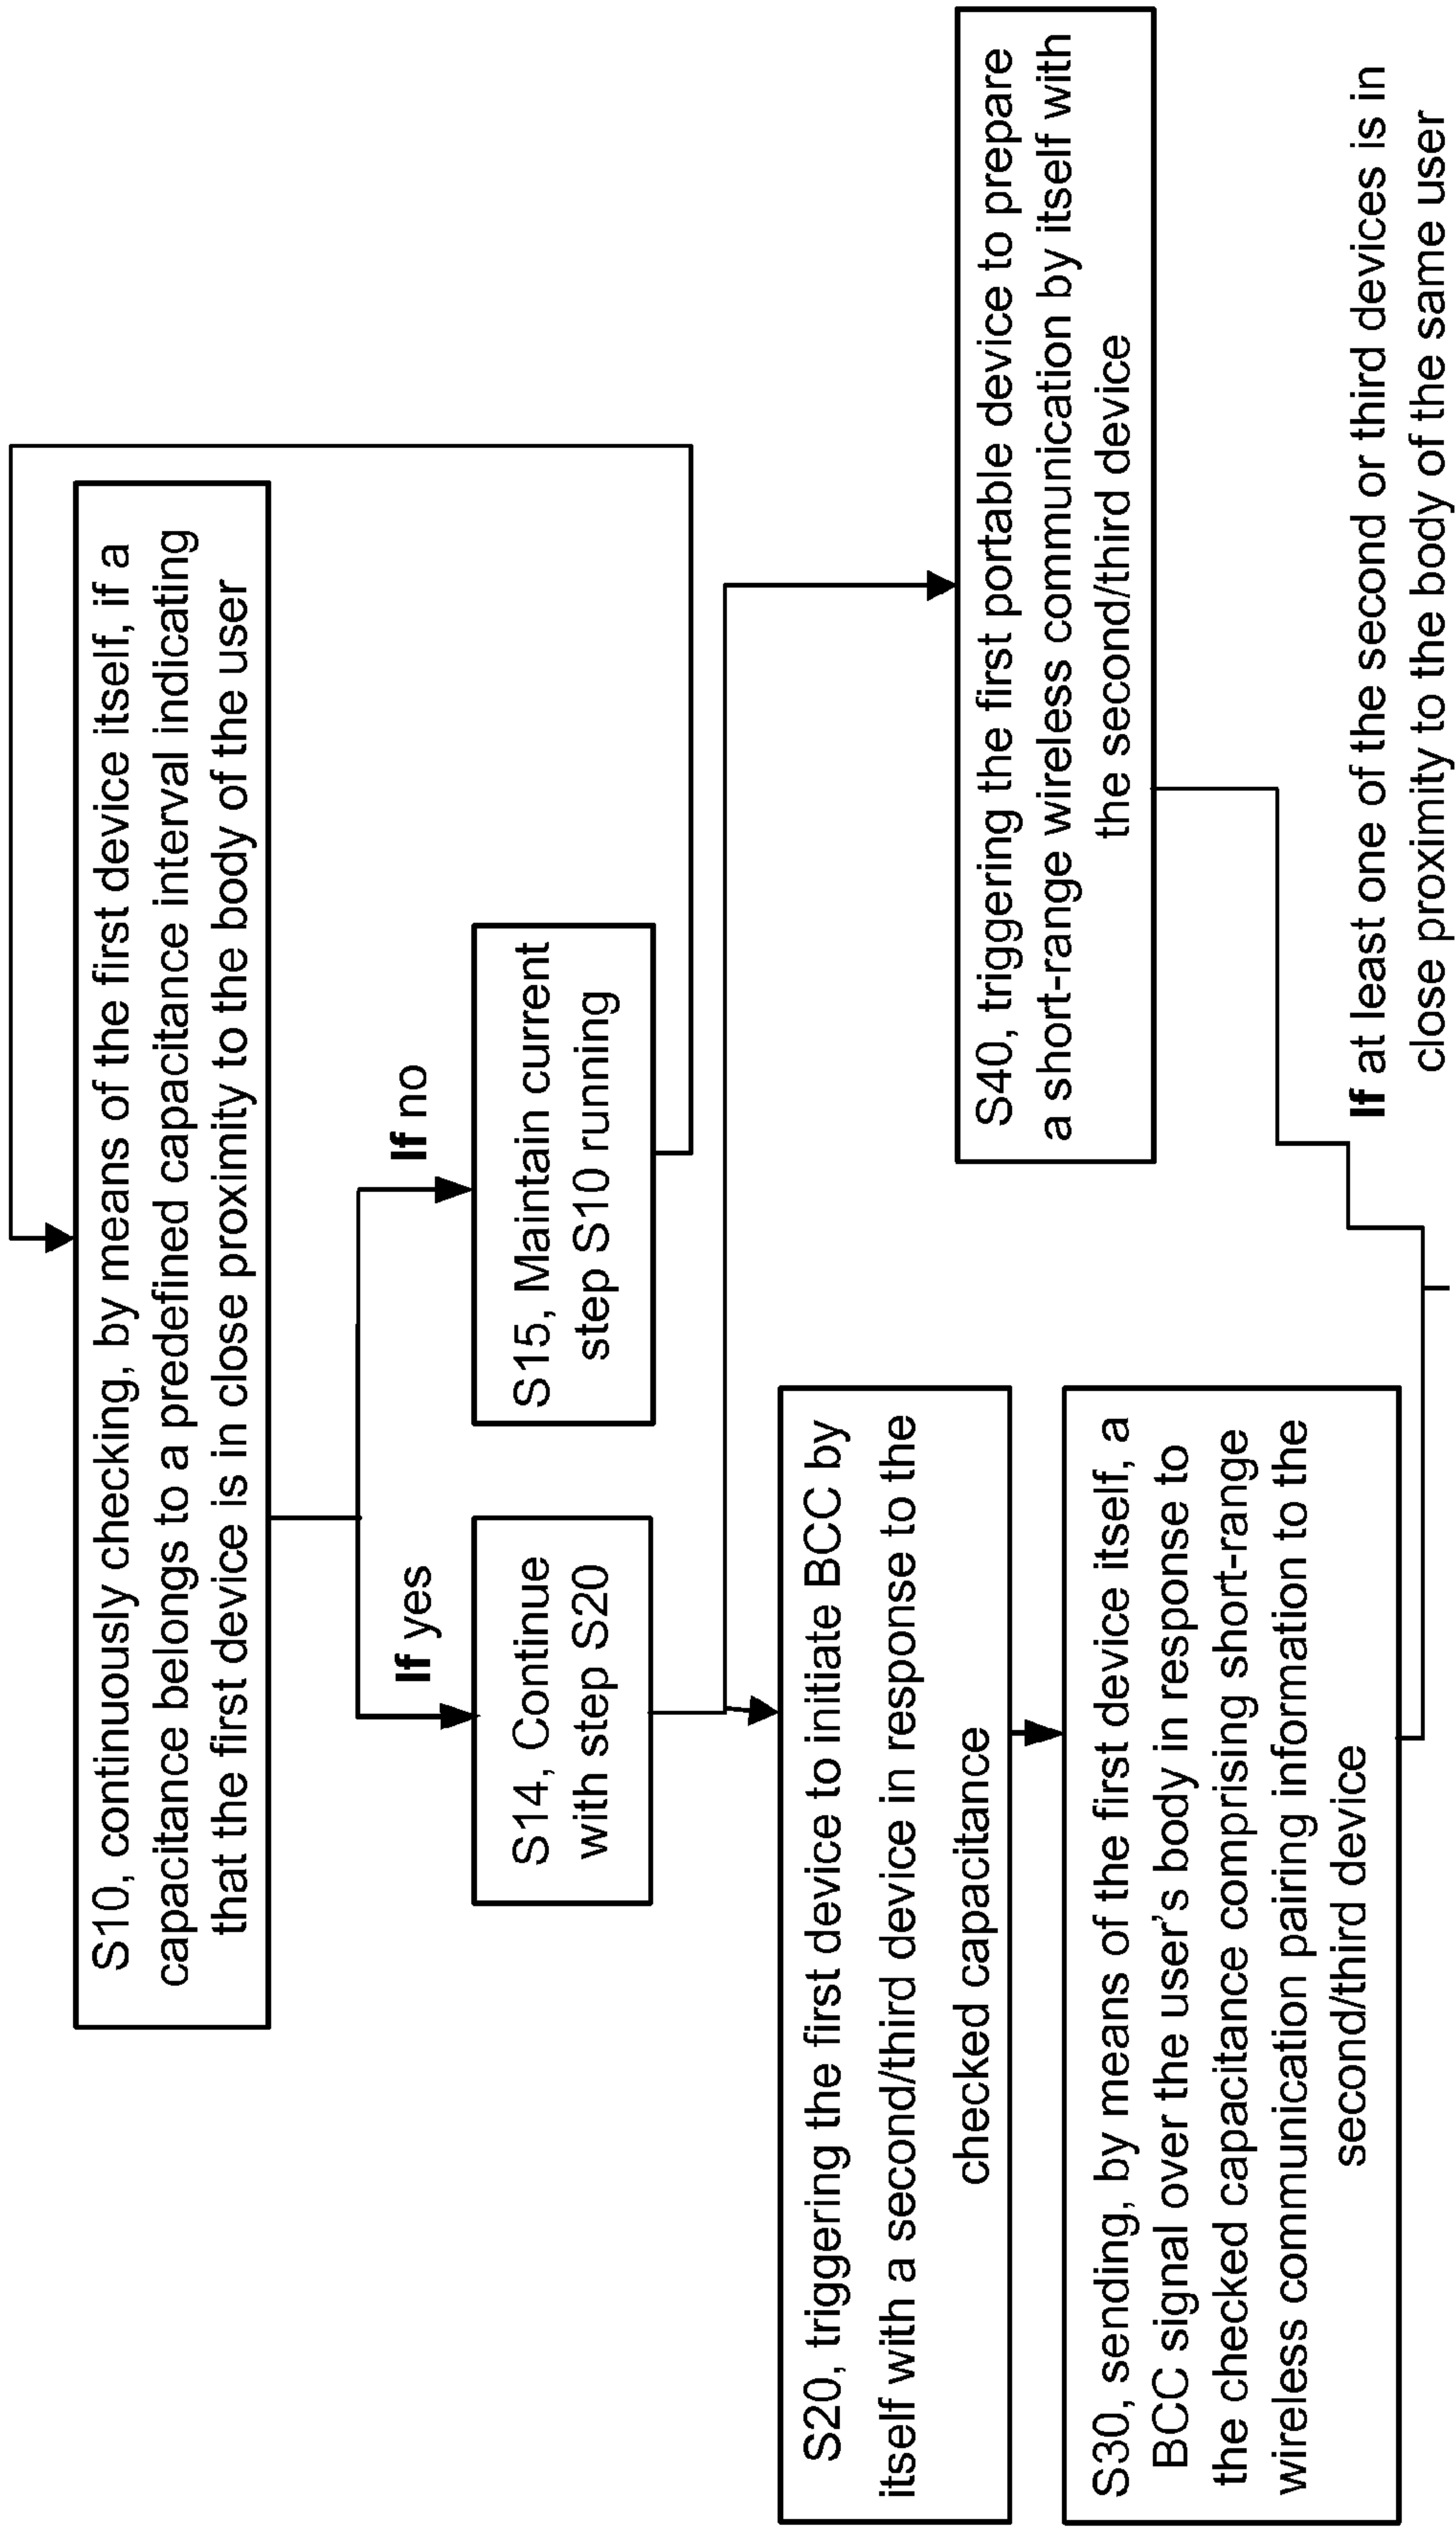 S10, continuously checking, by means of the first device itself, if a
capacitance belongs to a predefined capacitance interval indicating
that the first device is in close proximity to the body of the user
If yes
If no
S14, Continue
with step S20
S15, Maintain current
step S10 running
S20, triggering the first device to initiate BCC by
itself with a second/third device in response to the
checked capacitance
S30, sending, by means of the first device itself, a
BCC signal over the user's body in response to
the checked capacitance comprising short-range
wireless communication pairing information to the
second/third device
S40, triggering the first portable device to prepare
a short-range wireless communication by itself with
the second/third device
If at least one of the second or third devices is in
close proximity to the body of the same user